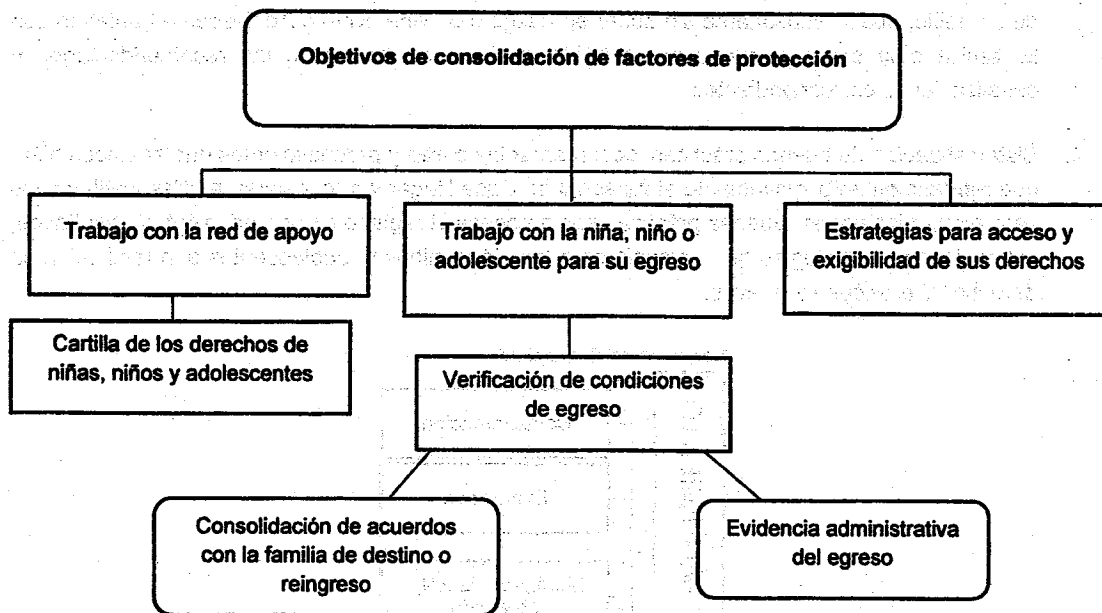 Objetivos de consolidación de factores de protección
Trabajo con la red de apoyo
Trabajo con la niña, niño o
adolescente para su egreso
Estrategias para acceso y
exigibilidad de sus derechos
Cartilla de los derechos de
niñas, niños y adolescentes
Verificación de condiciones
de egreso
Consolidación de acuerdos
con la familia de destino o
reingreso
Evidencia administrativa
del egreso